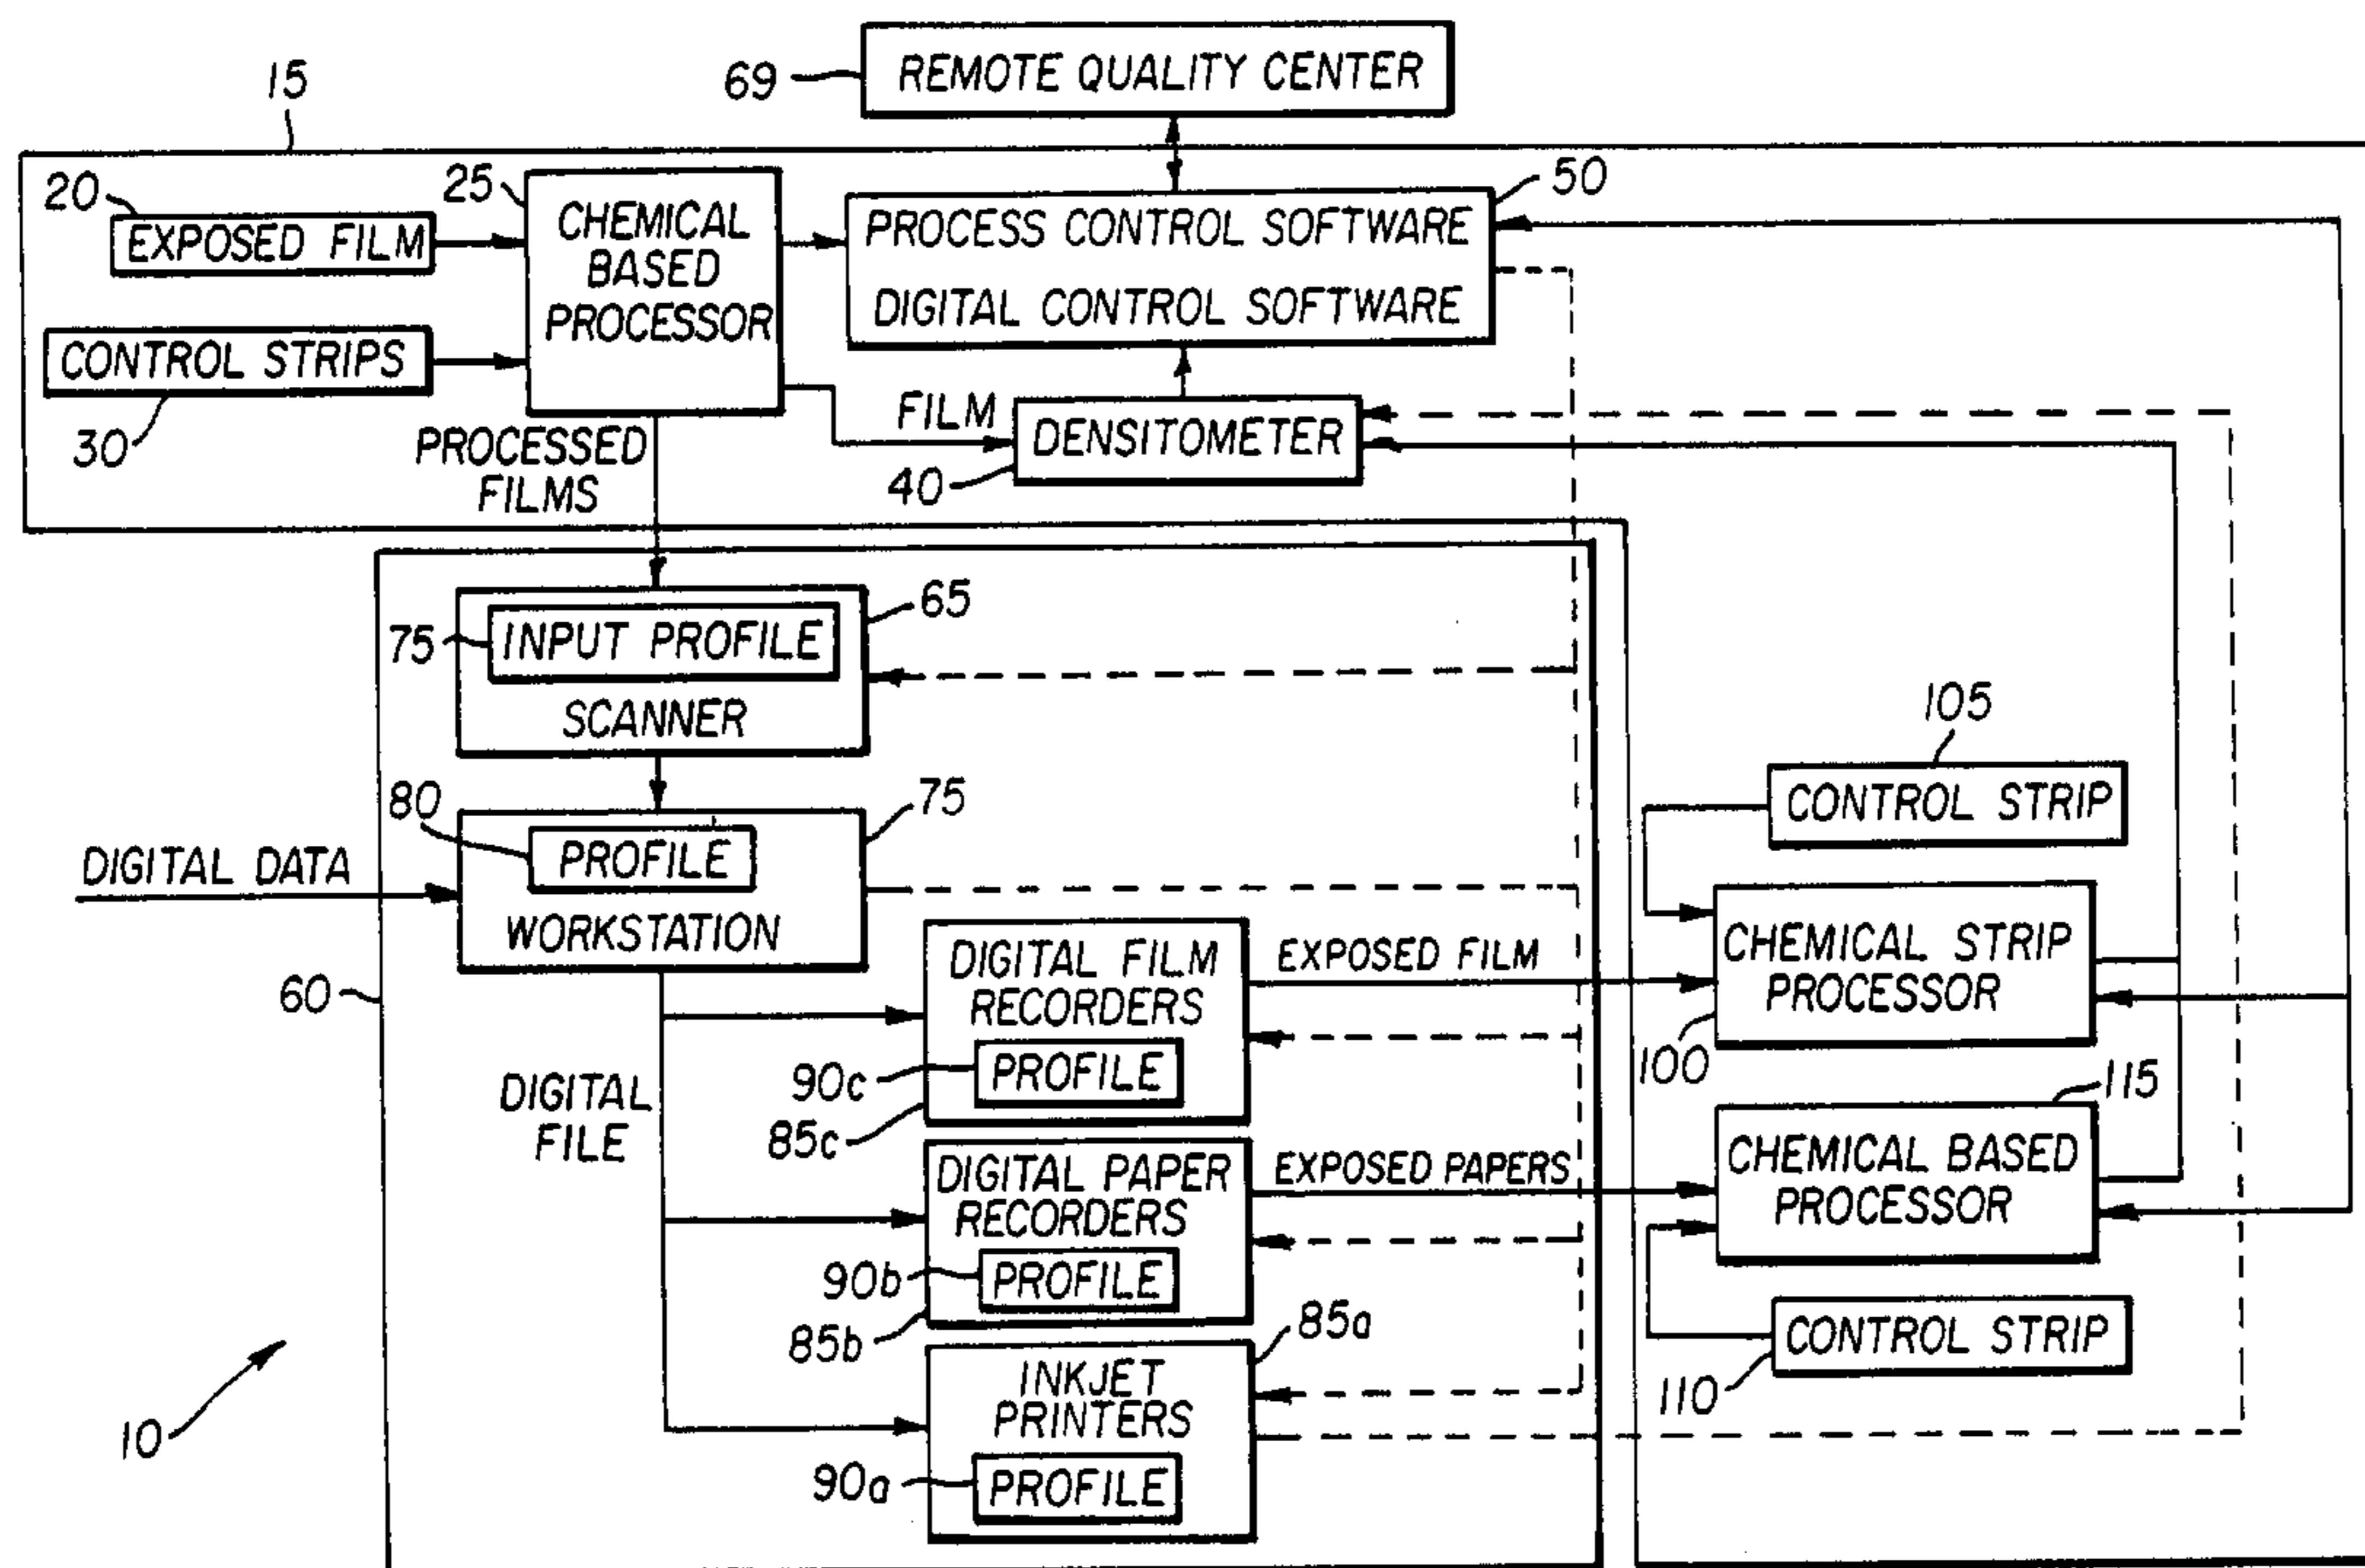 69
REMOTE QUALITY CENTER
15
20
EXPOSED FILM
25
CHEMICAL
BASED
PROCESSOR
50
PROCESS CONTROL SOFTWARE
DIGITAL CONTROL SOFTWARE
CONTROL STRIPS
30
PROCESSED
FILMS
FILM
DENSITOMETER
40
65
75
INPUT PROFILE
SCANNER
80
75
PROFILE
WORKSTATION
DIGITAL DATA
60
DIGITAL
FILE
DIGITAL FILM
RECORDERS
90c
PROFILE
85c
EXPOSED FILM
DIGITAL PAPER
RECORDERS
90b
PROFILE
85b
EXPOSED PAPERS
85a
INKJET
PRINTERS
90a
PROFILE
10
105
CONTROL STRIP
CHEMICAL STRIP
PROCESSOR
100
115
CHEMICAL BASED
PROCESSOR
CONTROL STRIP
110